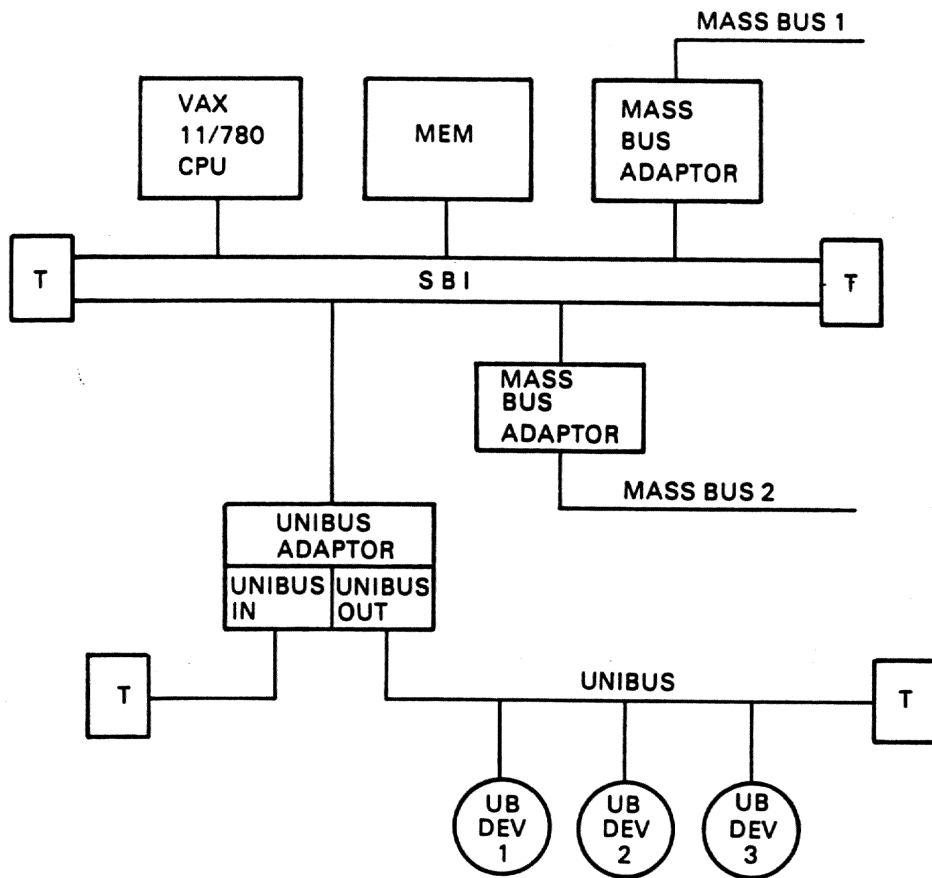 MASS BUS 1
VAX
11/780
CPU
MEM
MASS
BUS
ADAPTOR
T
SBI
T
MASS
BUS
ADAPTOR
MASS BUS 2
UNIBUS
ADAPTOR
UNIBUS
IN
UNIBUS
OUT
T
UNIBUS
T
UB
DEV
1
UB
DEV
2
UB
DEV
3